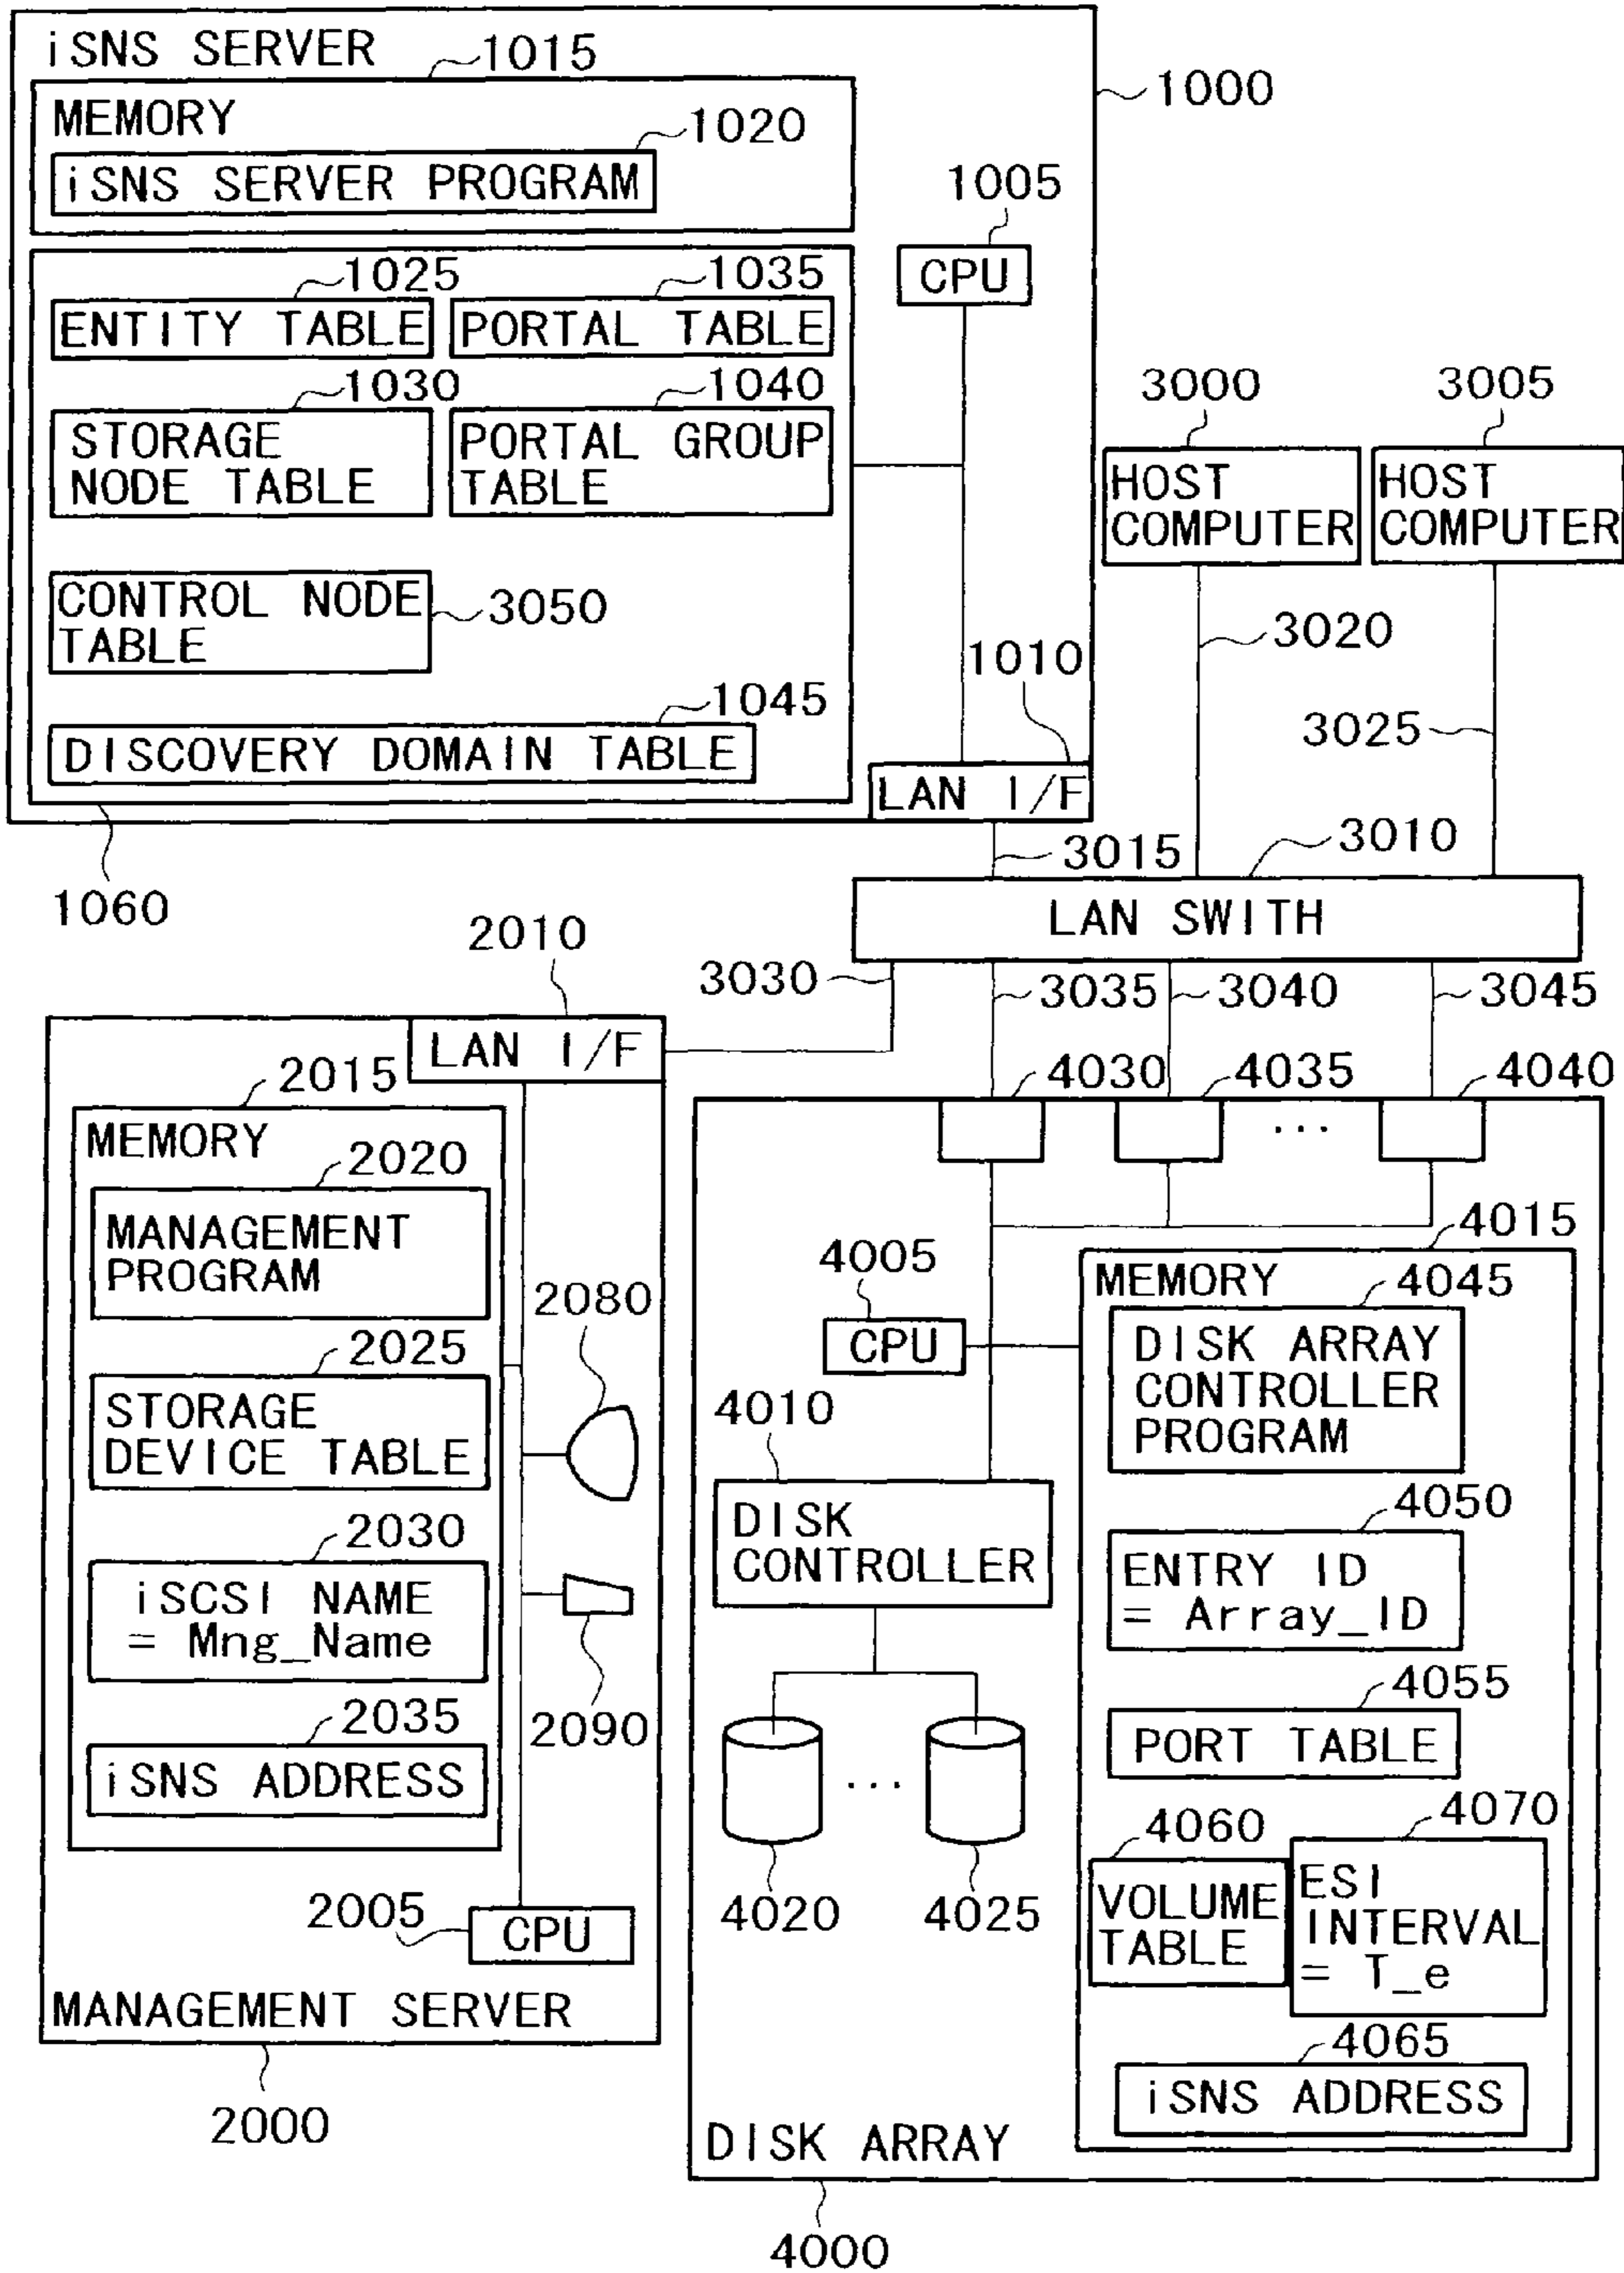 iSNS SERVER
1015
1000
MEMORY
1020
iSNS SERVER PROGRAM
1005
CPU
1025
1035
ENTITY TABLE
PORTAL TABLE
1030
1040
STORAGE
NODE TABLE
PORTAL GROUP
TABLE
3000
3005
HOST
COMPUTER
HOST
COMPUTER
CONTROL NODE
TABLE
3050
3020
1010
1045
3025
DISCOVERY DOMAIN TABLE
LAN I/F
3015
3010
1060
LAN SWITH
2010
3030
3035
3040
3045
LAN I/F
2015
4030
4035
4040
MEMORY
...
2020
MANAGEMENT
PROGRAM
4015
4005
MEMORY
4045
2080
CPU
DISK ARRAY
CONTROLLER
PROGRAM
2025
STORAGE
DEVICE TABLE
4010
DISK
CONTROLLER
4050
ENTRY ID
= Array_ID
2030
iSCSI NAME
= Mng_Name
2090
4055
PORT TABLE
2035
iSNS ADDRESS
...
4060
4070
VOLUME
TABLE
ESI
INTERVAL
= T_e
4020
4025
2005
CPU
MANAGEMENT SERVER
4065
iSNS ADDRESS
2000
DISK ARRAY
4000